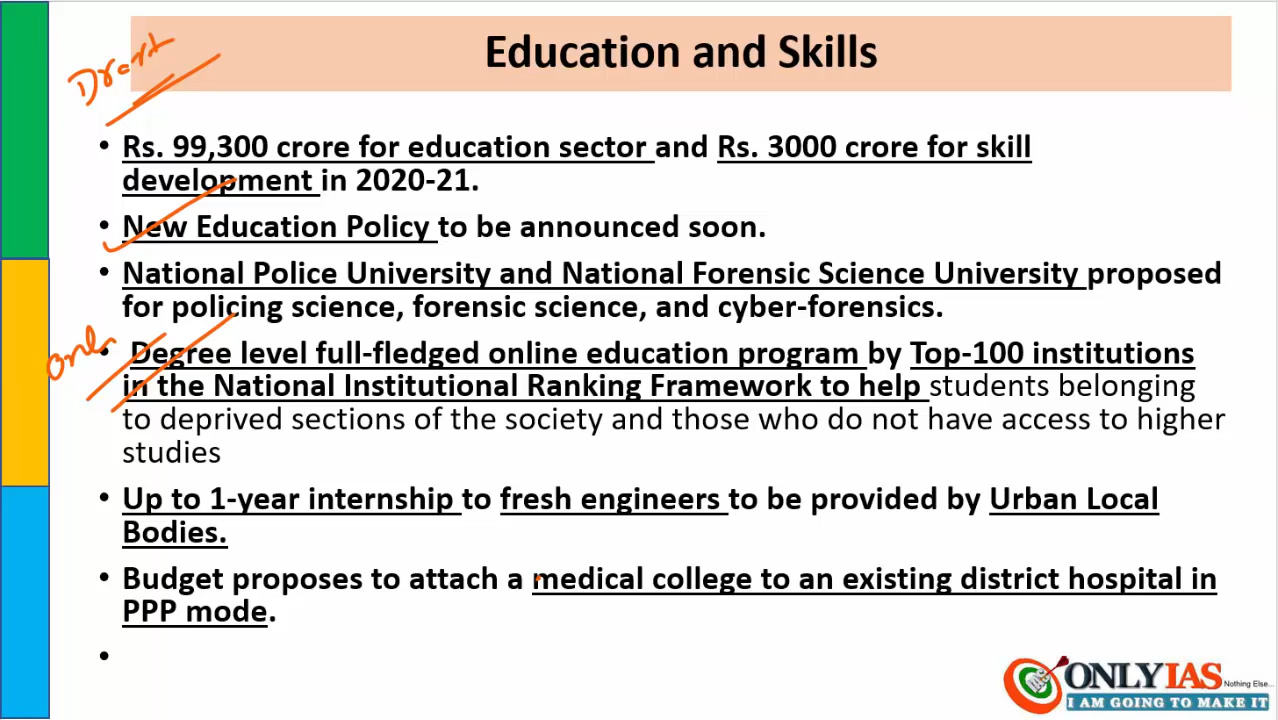 Education and Skills
Draft
• Rs. 99,300 crore for education sector and Rs. 3000 crore for skill
development in 2020-21.
• New Education Policy to be announced soon.
• National Police University and National Forensic Science University proposed
for policing science, forensic science, and cyber-forensics.
• Degree level full-fledged online education program by Top-100 institutions
in the National Institutional Ranking Framework to help students belonging
to deprived sections of the society and those who do not have access to higher
studies
• Up to 1-year internship to fresh engineers to be provided by Urban Local
Bodies.
• Budget proposes to attach a medical college to an existing district hospital in
PPP mode.
•
ONLYIAS
Nothing Else...
I AM GOING TO MAKE IT